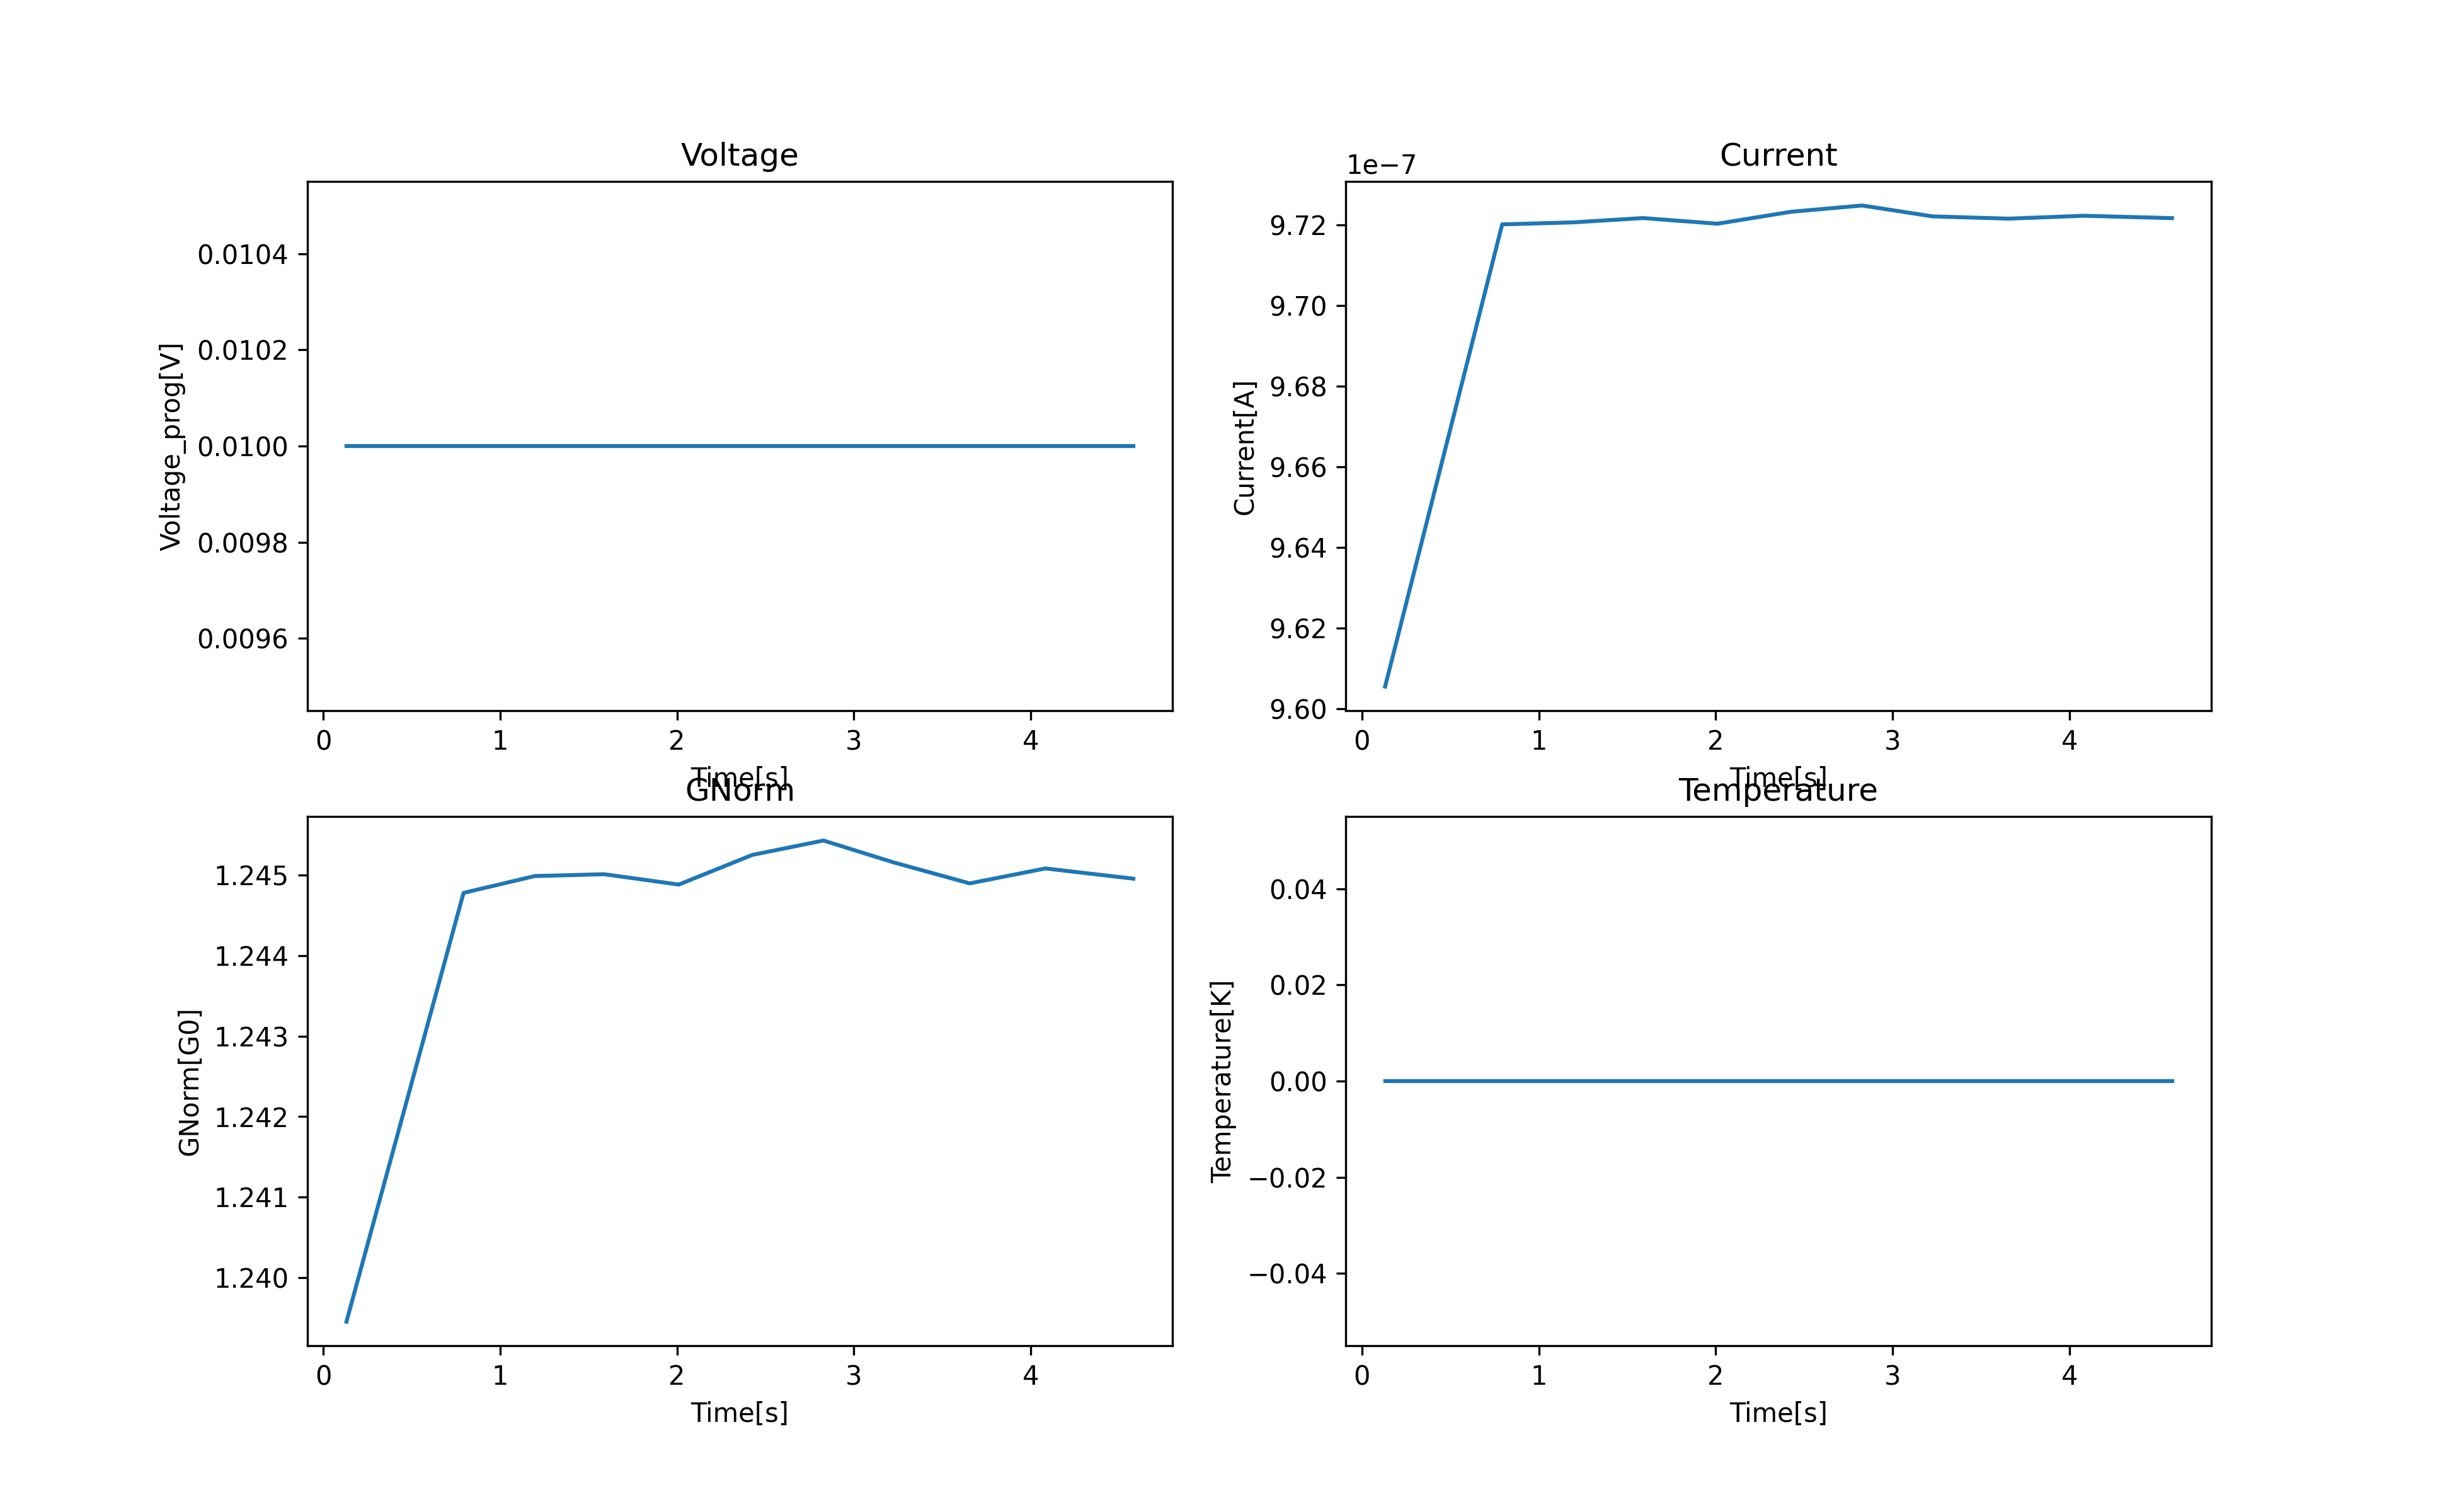 Voltage
Voltage_prog[V]
0.0104
0.0102
0.0100
0.0098
0.0096
0 1 2 3 4
Time[s]
Current
1e−7
Current[A]
9.72
9.70
9.68
9.66
9.64
9.62
9.60
0 1 2 3 4
Time[s]
GNorm
GNorm[G0]
1.245
1.244
1.243
1.242
1.241
1.240
0 1 2 3 4
Time[s]
Temperature
Temperature[K]
0.04
0.02
0.00
−0.02
−0.04
0 1 2 3 4
Time[s]